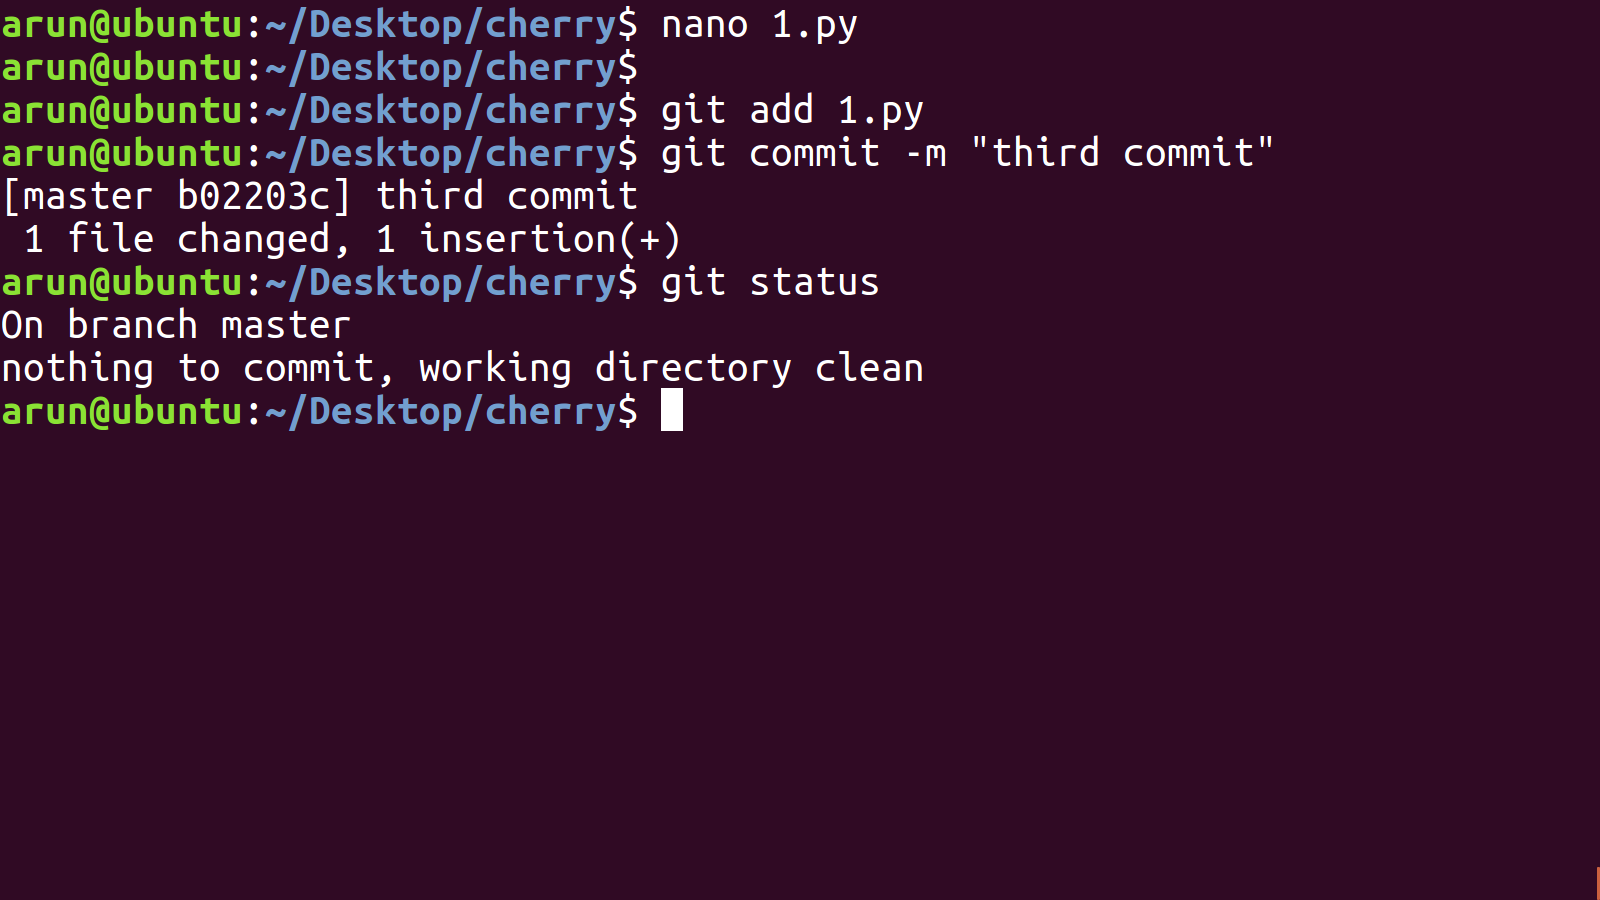 arun@ubuntu:~/Desktop/cherry$ nano 1.py
arun@ubuntu:~/Desktop/cherry$
arun@ubuntu:~/Desktop/cherry$ git add 1.py
arun@ubuntu:~/Desktop/cherry$ git commit -m "third commit"
[master b02203c] third commit
 1 file changed, 1 insertion(+)
arun@ubuntu:~/Desktop/cherry$ git status
On branch master
nothing to commit, working directory clean
arun@ubuntu:~/Desktop/cherry$